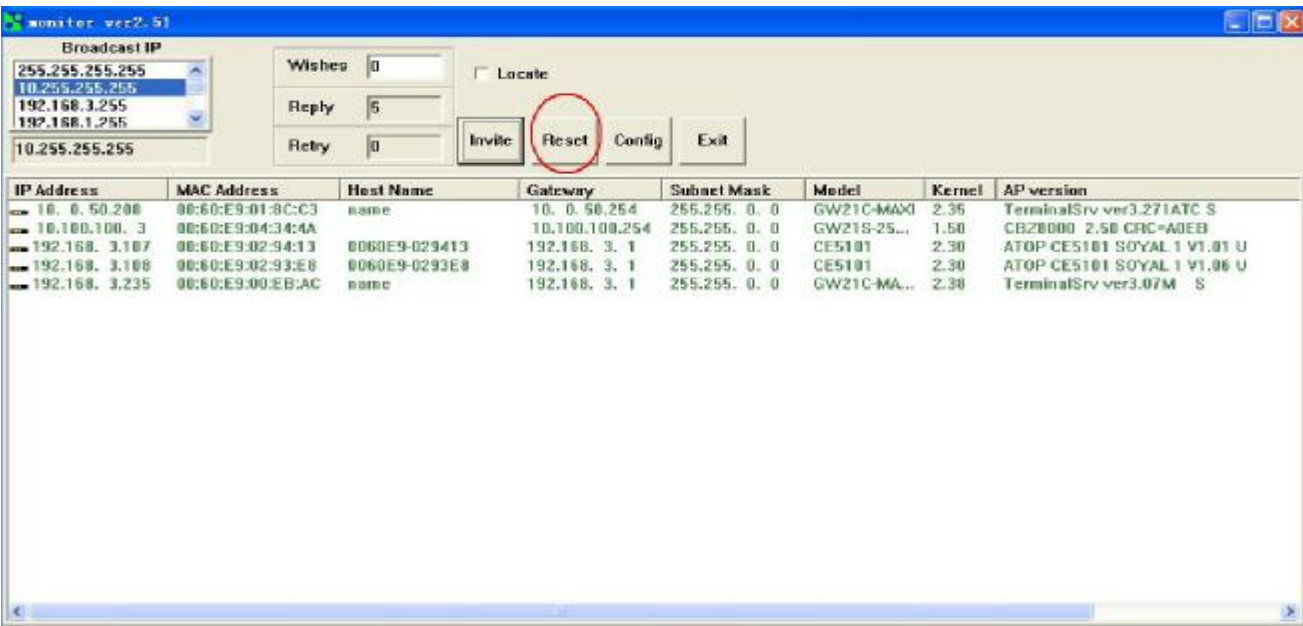 monitor ver2.51
Broadcast IP
255.255.255.255
10.255.255.255
192.168.3.255
192.168.1.255
10.255.255.255
Wishes 0
Reply 5
Retry 0
Locate
Invite Reset Config Exit
IP Address MAC Address Host Name Gateway Subnet Mask Model Kernel AP version
10. 0. 50.208 00:60:E9:01:8C:C3 name 10. 0. 50.254 255.255. 0. 0 GW21C-MAXI 2.35 TerminalSrv ver3.271ATC S
10.100.100. 3 00:60:E9:04:34:4A 10.100.100.254 255.255. 0. 0 GW21S-25... 1.50 CBZ8000 2.50 CRC=A0EB
192.168. 3.107 00:60:E9:02:94:13 0060E9-029413 192.168. 3. 1 255.255. 0. 0 CE5101 2.30 ATOP CE5101 SOYAL 1 V1.01 U
192.168. 3.108 00:60:E9:02:93:E8 0060E9-0293E8 192.168. 3. 1 255.255. 0. 0 CE5101 2.30 ATOP CE5101 SOYAL 1 V1.06 U
192.168. 3.235 00:60:E9:00:EB:AC name 192.168. 3. 1 255.255. 0. 0 GW21C-MA... 2.38 TerminalSrv ver3.07M S